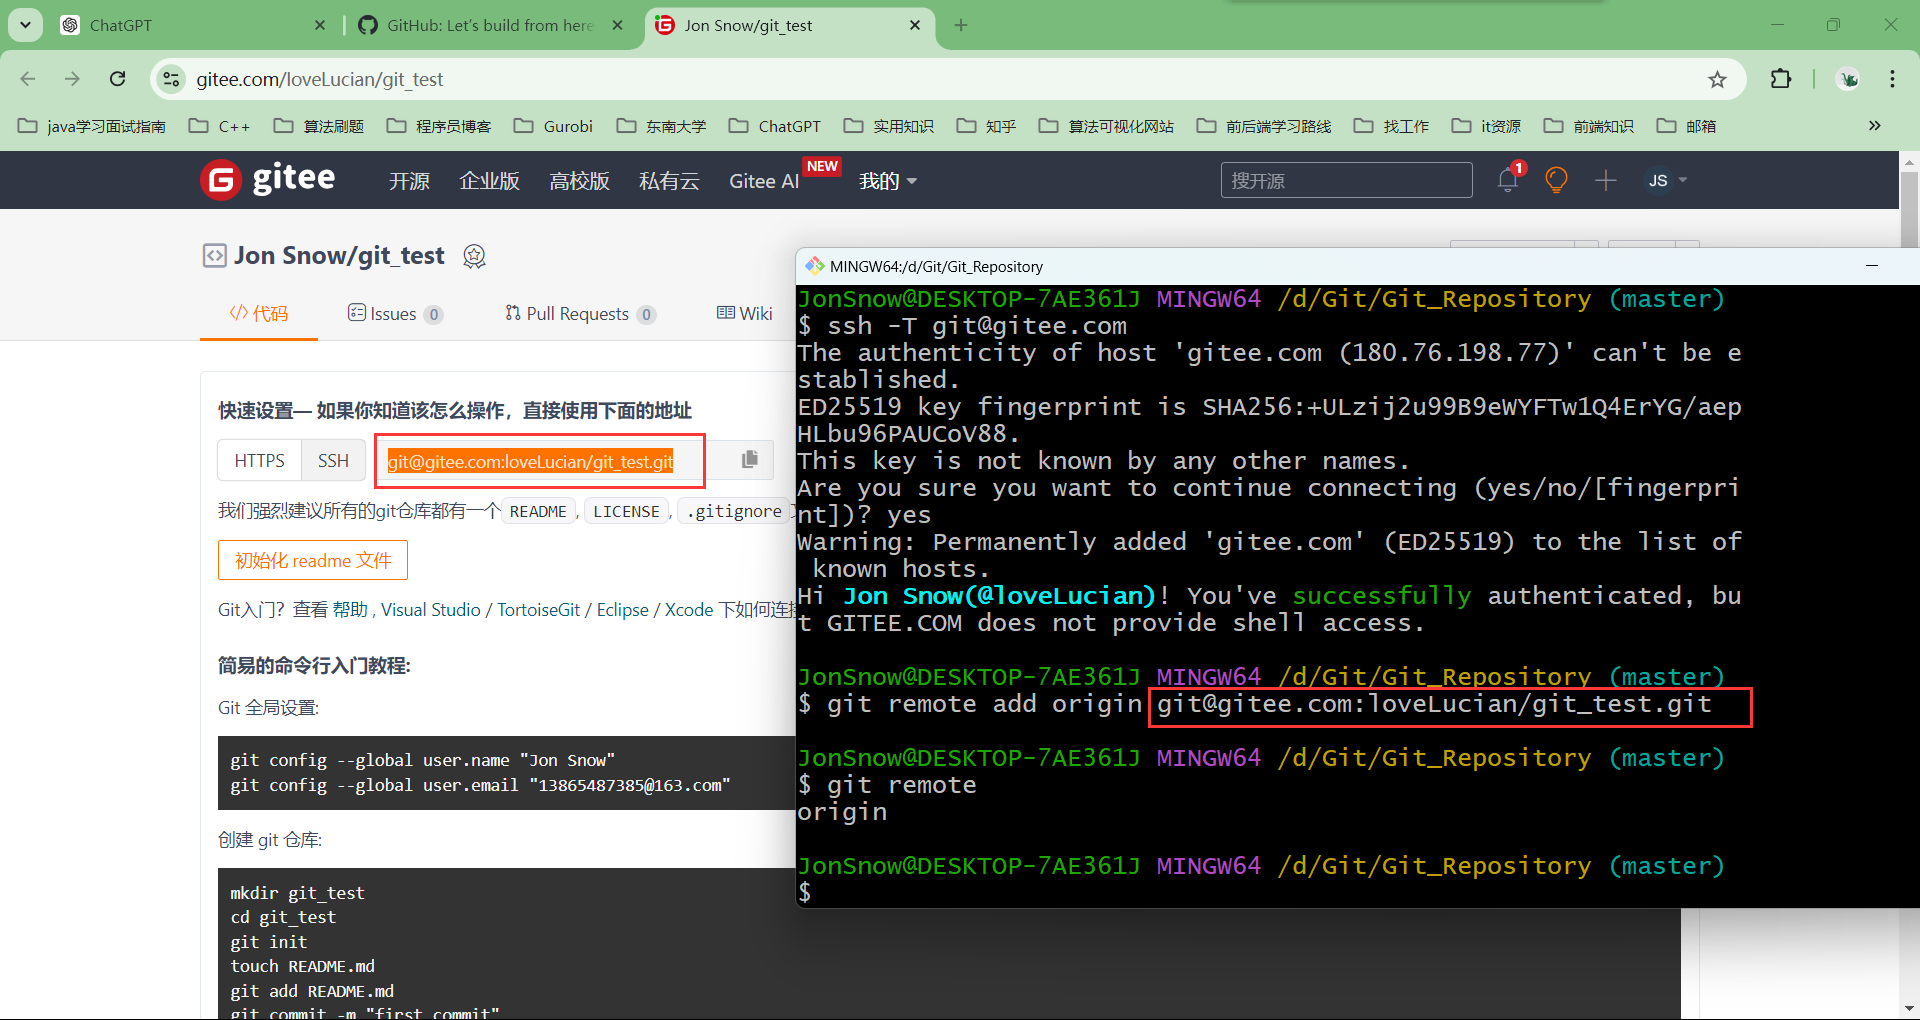 ChatGPT
GitHub: Let's build from here
Jon Snow/git_test
gitee.com/loveLucian/git_test
java学习面试指南
C++
算法刷题
程序员博客
Gurobi
东南大学
ChatGPT
实用知识
知乎
算法可视化网站
前后端学习路线
找工作
it资源
前端知识
邮箱
gitee
开源
企业版
高校版
私有云
Gitee AI
NEW
我的
搜开源
1
JS
Jon Snow/git_test
代码
Issues 0
Pull Requests 0
Wiki
快速设置— 如果你知道该怎么操作，直接使用下面的地址
HTTPS
SSH
git@gitee.com:loveLucian/git_test.git
我们强烈建议所有的git仓库都有一个 README, LICENSE, .gitignore
初始化 readme 文件
Git入门？查看 帮助 , Visual Studio / TortoiseGit / Eclipse / Xcode 下如何连接
简易的命令行入门教程:
Git 全局设置:
git config --global user.name "Jon Snow"
git config --global user.email "13865487385@163.com"
创建 git 仓库:
mkdir git_test
cd git_test
git init
touch README.md
git add README.md
git commit -m "first commit"
MINGW64:/d/Git/Git_Repository
JonSnow@DESKTOP-7AE361J MINGW64 /d/Git/Git_Repository (master)
$ ssh -T git@gitee.com
The authenticity of host 'gitee.com (180.76.198.77)' can't be e
stablished.
ED25519 key fingerprint is SHA256:+ULzij2u99B9eWYFTw1Q4ErYG/aep
HLbu96PAUCoV88.
This key is not known by any other names.
Are you sure you want to continue connecting (yes/no/[fingerpri
nt])? yes
Warning: Permanently added 'gitee.com' (ED25519) to the list of
known hosts.
Hi Jon Snow(@loveLucian)! You've successfully authenticated, bu
t GITEE.COM does not provide shell access.
JonSnow@DESKTOP-7AE361J MINGW64 /d/Git/Git_Repository (master)
$ git remote add origin git@gitee.com:loveLucian/git_test.git
JonSnow@DESKTOP-7AE361J MINGW64 /d/Git/Git_Repository (master)
$ git remote
origin
JonSnow@DESKTOP-7AE361J MINGW64 /d/Git/Git_Repository (master)
$